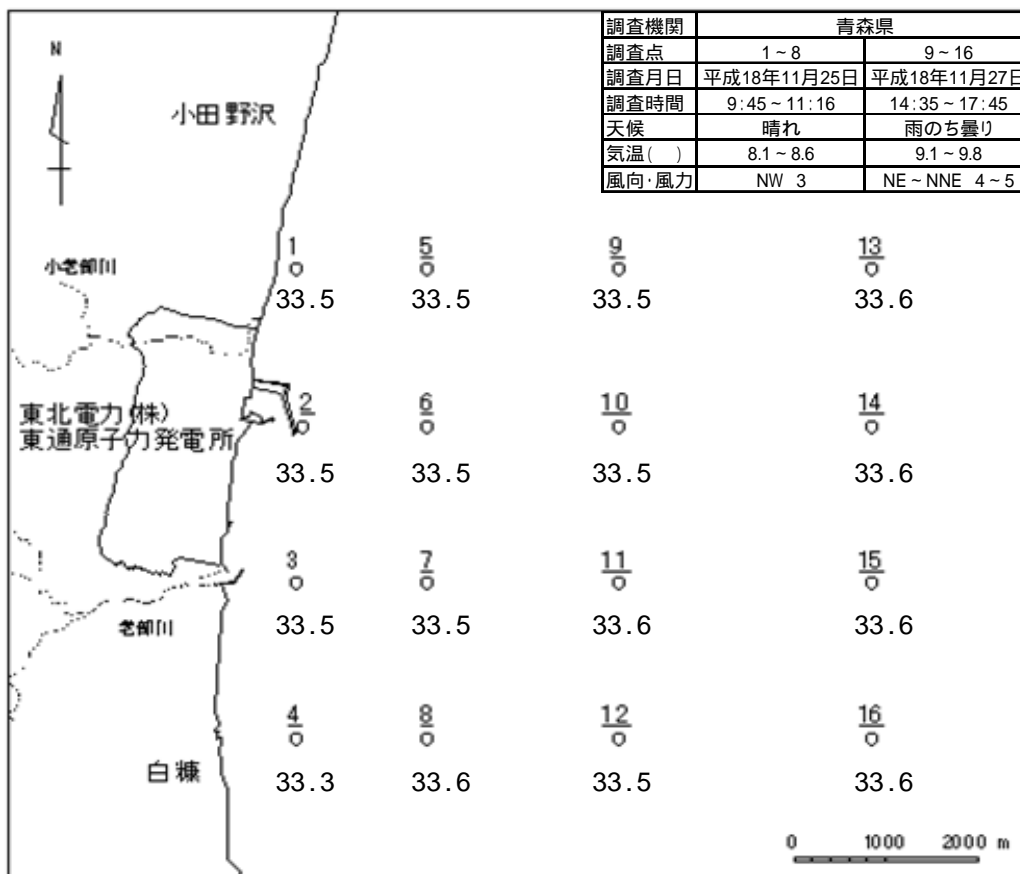 調査機関 青森県
調査点 1~8 9~16
調査月日 平成18年11月25日 平成18年11月27日
調査時間 9:45~11:16 14:35~17:45
天候 晴れ 雨のち曇り
気温( ) 8.1~8.6 9.1~9.8
風向・風力 NW 3 NE~NNE 4~5
N
小田野沢
1 5 9 13
小老部川
33.5 33.5 33.5 33.6
2 6 10 14
東北電力(株)
東通原子力発電所
33.5 33.5 33.5 33.6
3 7 11 15
33.5 33.5 33.6 33.6
老部川
4 8 12 16
白糠
33.3 33.6 33.5 33.6
0 1000 2000 m